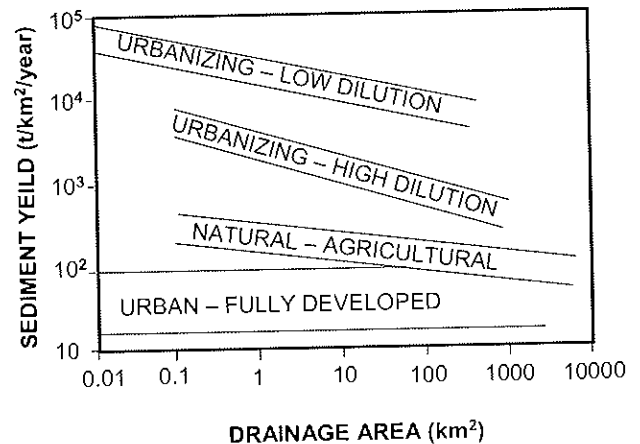 SEDIMENT YEILD (t/km²/year)
10⁵
10⁴
10³
10²
10
URBANIZING – LOW DILUTION
URBANIZING – HIGH DILUTION
NATURAL – AGRICULTURAL
URBAN – FULLY DEVELOPED
0.01 0.1 1 10 100 1000 10000
DRAINAGE AREA (km²)